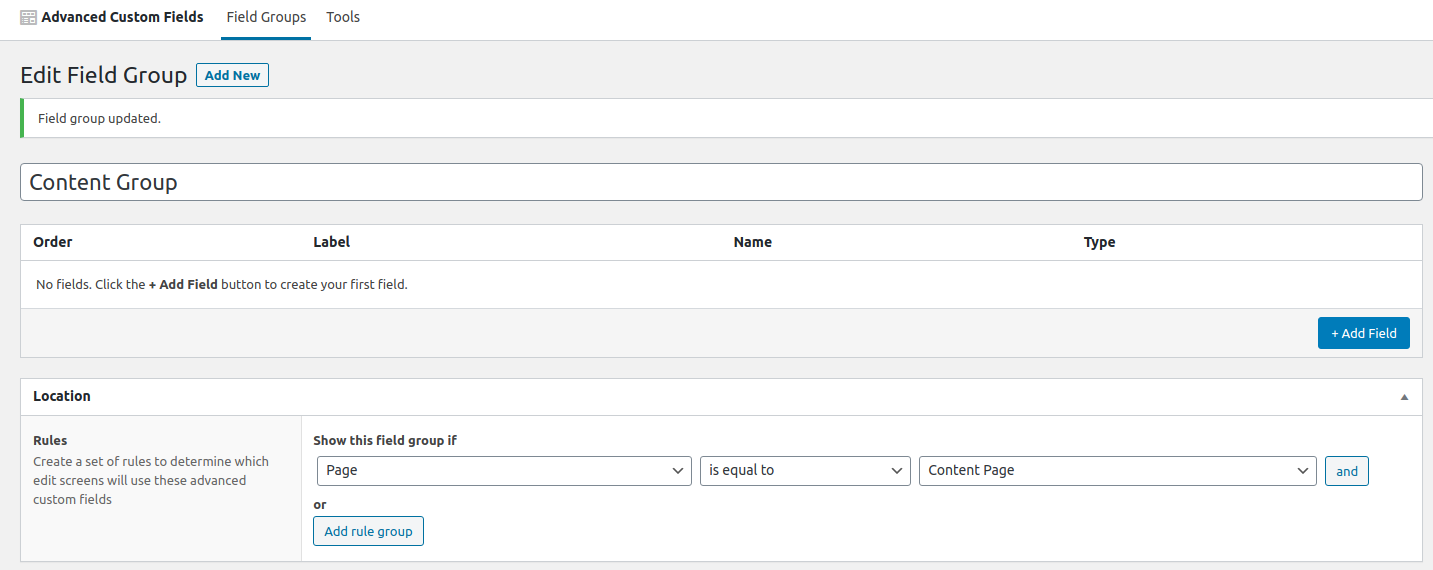 Advanced Custom Fields Field Groups Tools
Edit Field Group Add New
Field group updated.
Content Group
Order Label Name Type
No fields. Click the + Add Field button to create your first field.
+ Add Field
Location
Rules
Create a set of rules to determine which
edit screens will use these advanced
custom fields
Show this field group if
Page is equal to Content Page and
or
Add rule group